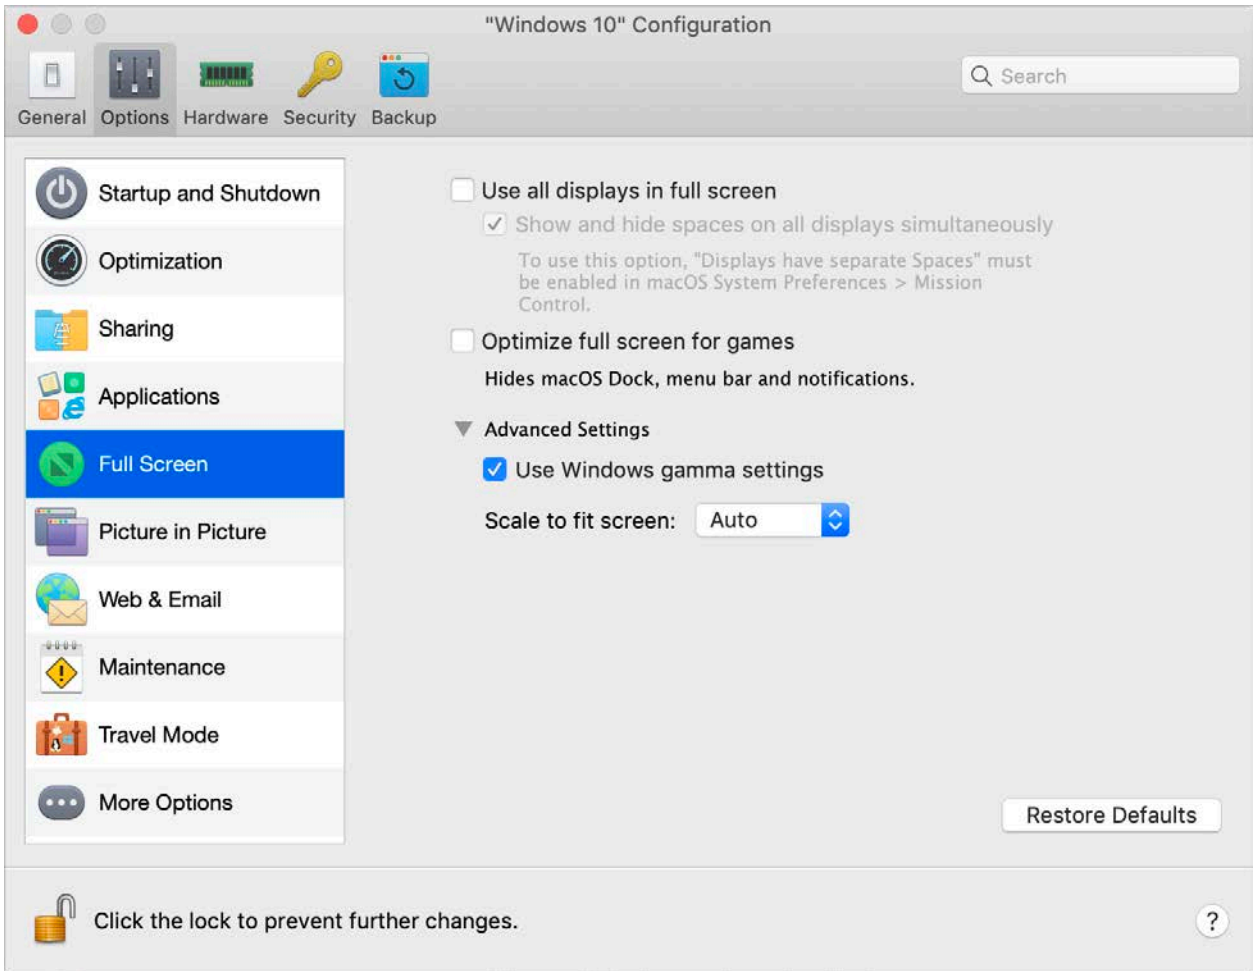 "Windows 10" Configuration
General Options Hardware Security Backup
Search
Startup and Shutdown
Optimization
Sharing
Applications
Full Screen
Picture in Picture
Web & Email
Maintenance
Travel Mode
More Options
Use all displays in full screen
Show and hide spaces on all displays simultaneously
To use this option, "Displays have separate Spaces" must
be enabled in macOS System Preferences > Mission
Control.
Optimize full screen for games
Hides macOS Dock, menu bar and notifications.
Advanced Settings
Use Windows gamma settings
Scale to fit screen: Auto
Restore Defaults
Click the lock to prevent further changes.
?